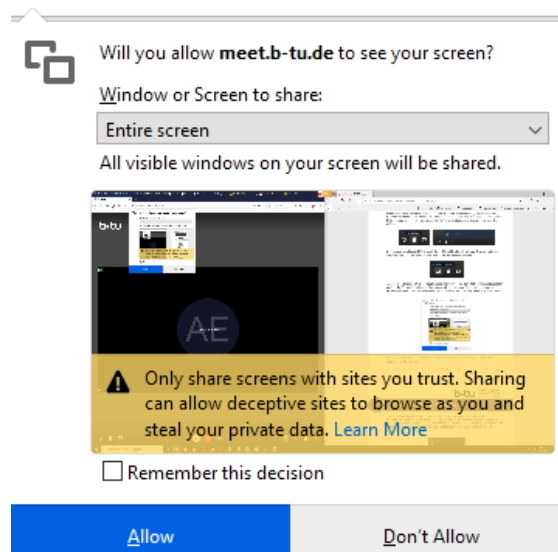 Will you allow meet.b-tu.de to see your screen?
Window or Screen to share:
Entire screen
All visible windows on your screen will be shared.
b-tu
AE
Only share screens with sites you trust. Sharing
can allow deceptive sites to browse as you and
steal your private data. Learn More
Remember this decision
Allow
Don't Allow